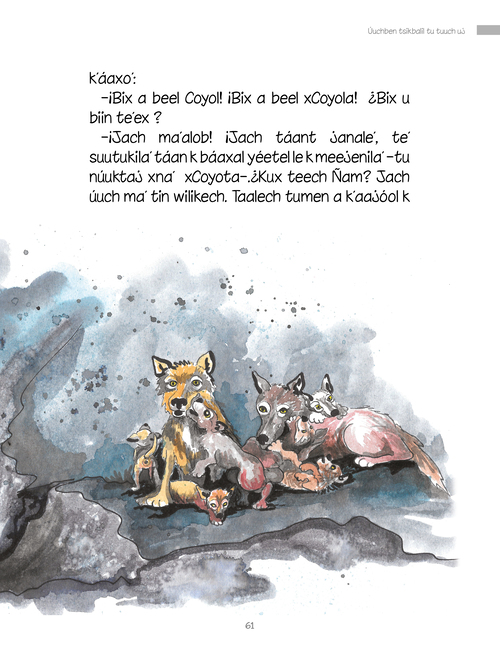 Úuchben tsikbalil tu tuuch uj
k´áaxo´:
–¡Bix a beel Coyol! ¡Bix a beel xCoyola! ¿Bix u
biin te´ex ?
–¡Jach ma´alob! ¡Jach táant janale´, te´
suutukila´ táan k báaxal yéetel le k meejenila´ –tu
núuktaj xna´ xCoyota–.¿Kux teech Ñam? Jach
úuch ma´ tin wilikech. Taalech tumen a k´aajóol k
61